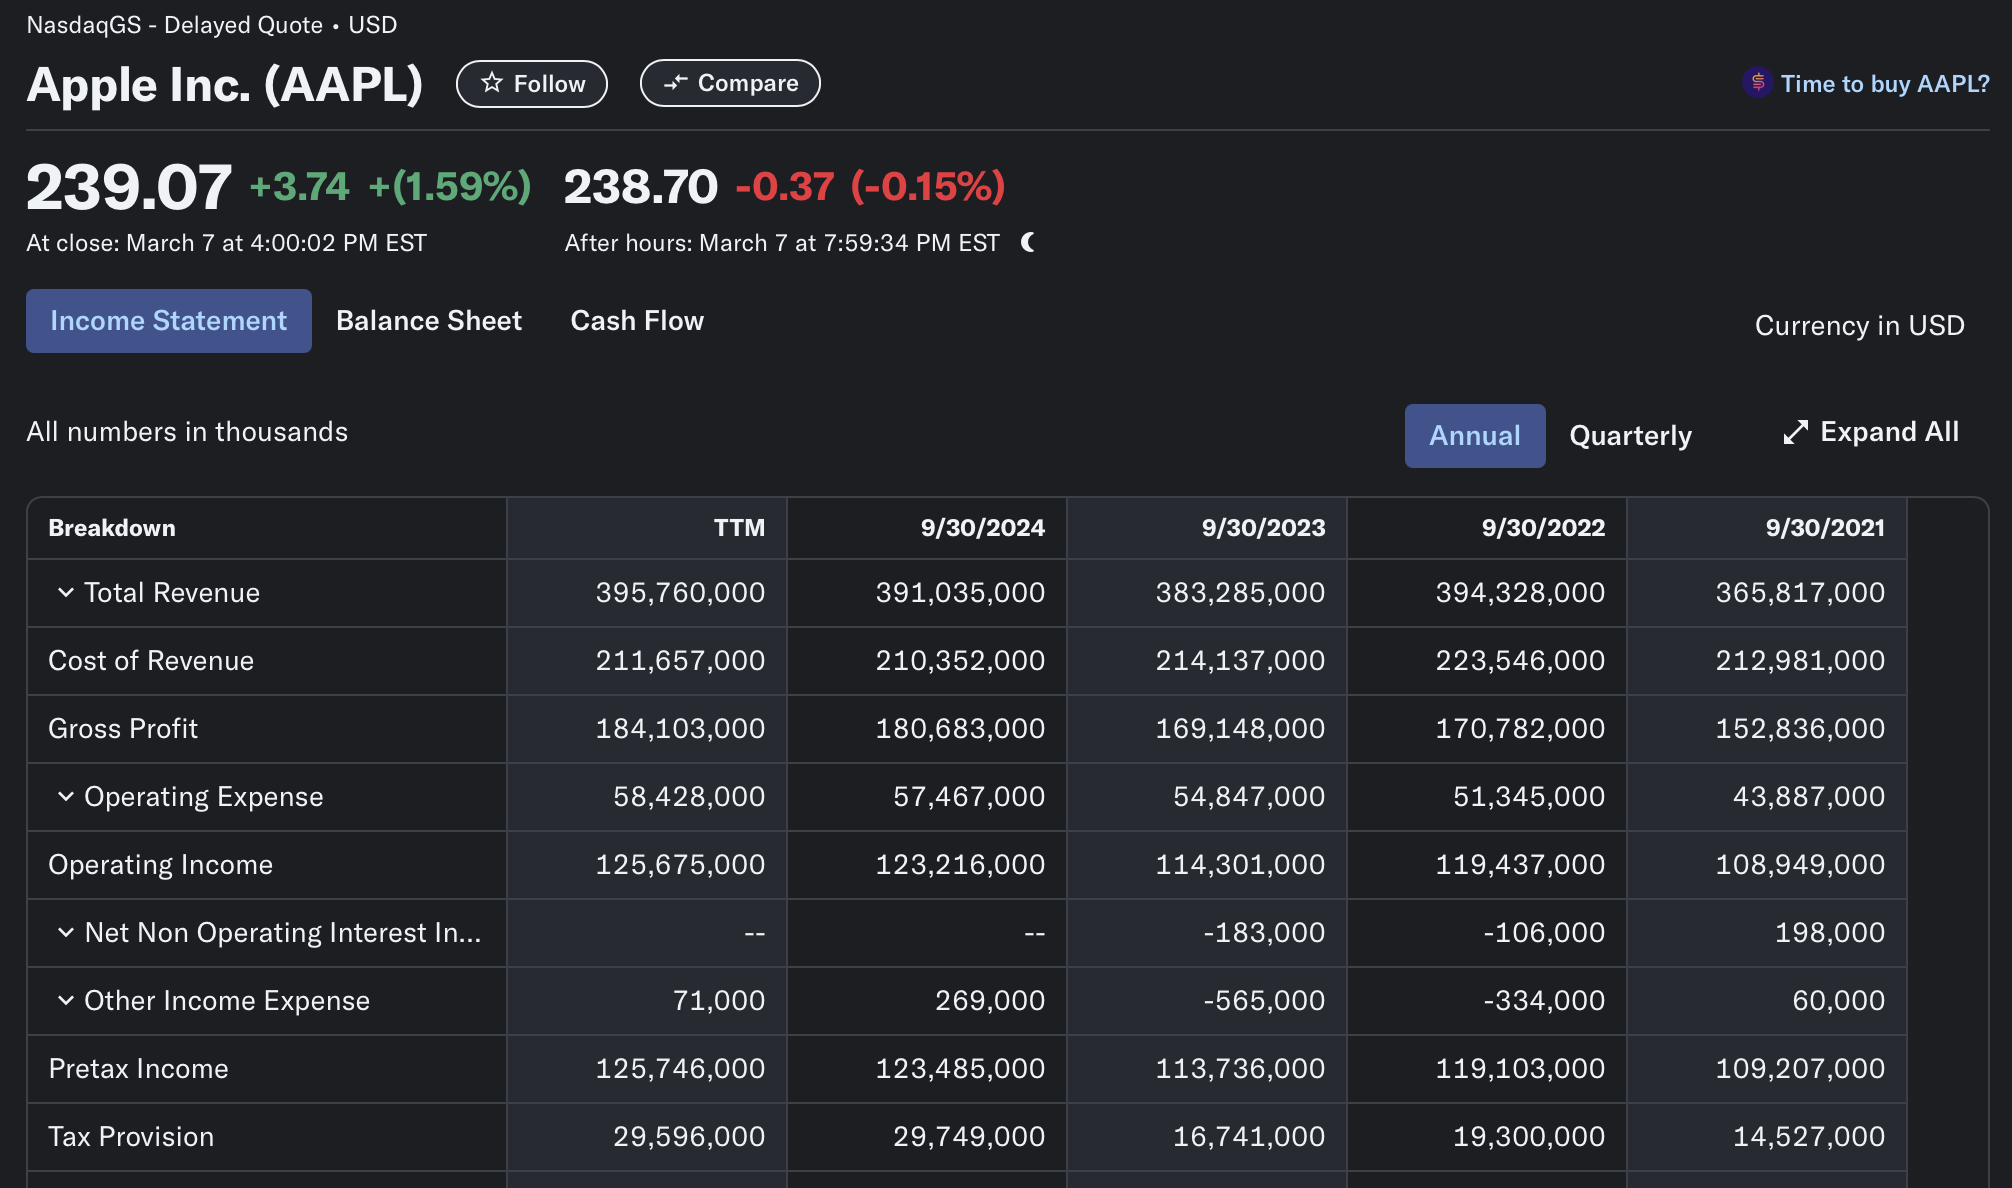 NasdaqGS - Delayed Quote • USD
Apple Inc. (AAPL) Follow Compare Time to buy AAPL?
239.07 +3.74 +(1.59%) 238.70 -0.37 (-0.15%)
At close: March 7 at 4:00:02 PM EST After hours: March 7 at 7:59:34 PM EST
Income Statement Balance Sheet Cash Flow Currency in USD
All numbers in thousands Annual Quarterly Expand All
Breakdown TTM 9/30/2024 9/30/2023 9/30/2022 9/30/2021
Total Revenue 395,760,000 391,035,000 383,285,000 394,328,000 365,817,000
Cost of Revenue 211,657,000 210,352,000 214,137,000 223,546,000 212,981,000
Gross Profit 184,103,000 180,683,000 169,148,000 170,782,000 152,836,000
Operating Expense 58,428,000 57,467,000 54,847,000 51,345,000 43,887,000
Operating Income 125,675,000 123,216,000 114,301,000 119,437,000 108,949,000
Net Non Operating Interest In... -- -- -183,000 -106,000 198,000
Other Income Expense 71,000 269,000 -565,000 -334,000 60,000
Pretax Income 125,746,000 123,485,000 113,736,000 119,103,000 109,207,000
Tax Provision 29,596,000 29,749,000 16,741,000 19,300,000 14,527,000